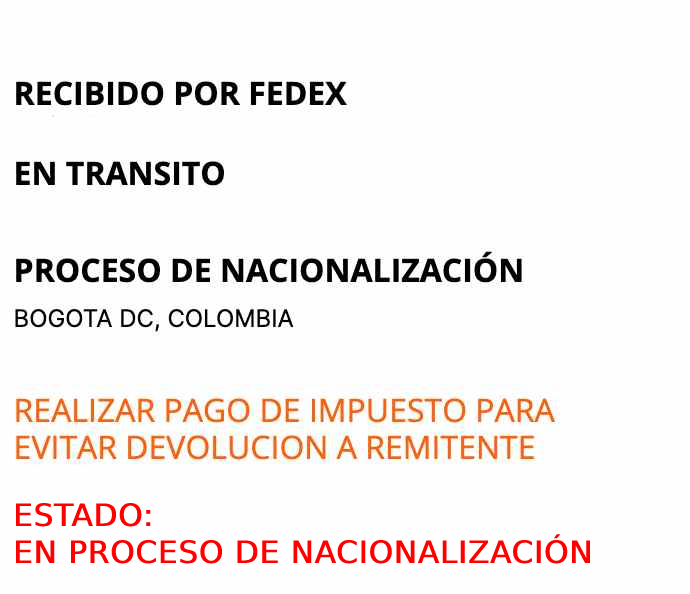 RECIBIDO POR FEDEX
EN TRANSITO
PROCESO DE NACIONALIZACIÓN
BOGOTA DC, COLOMBIA
REALIZAR PAGO DE IMPUESTO PARA
EVITAR DEVOLUCION A REMITENTE
ESTADO:
EN PROCESO DE NACIONALIZACIÓN